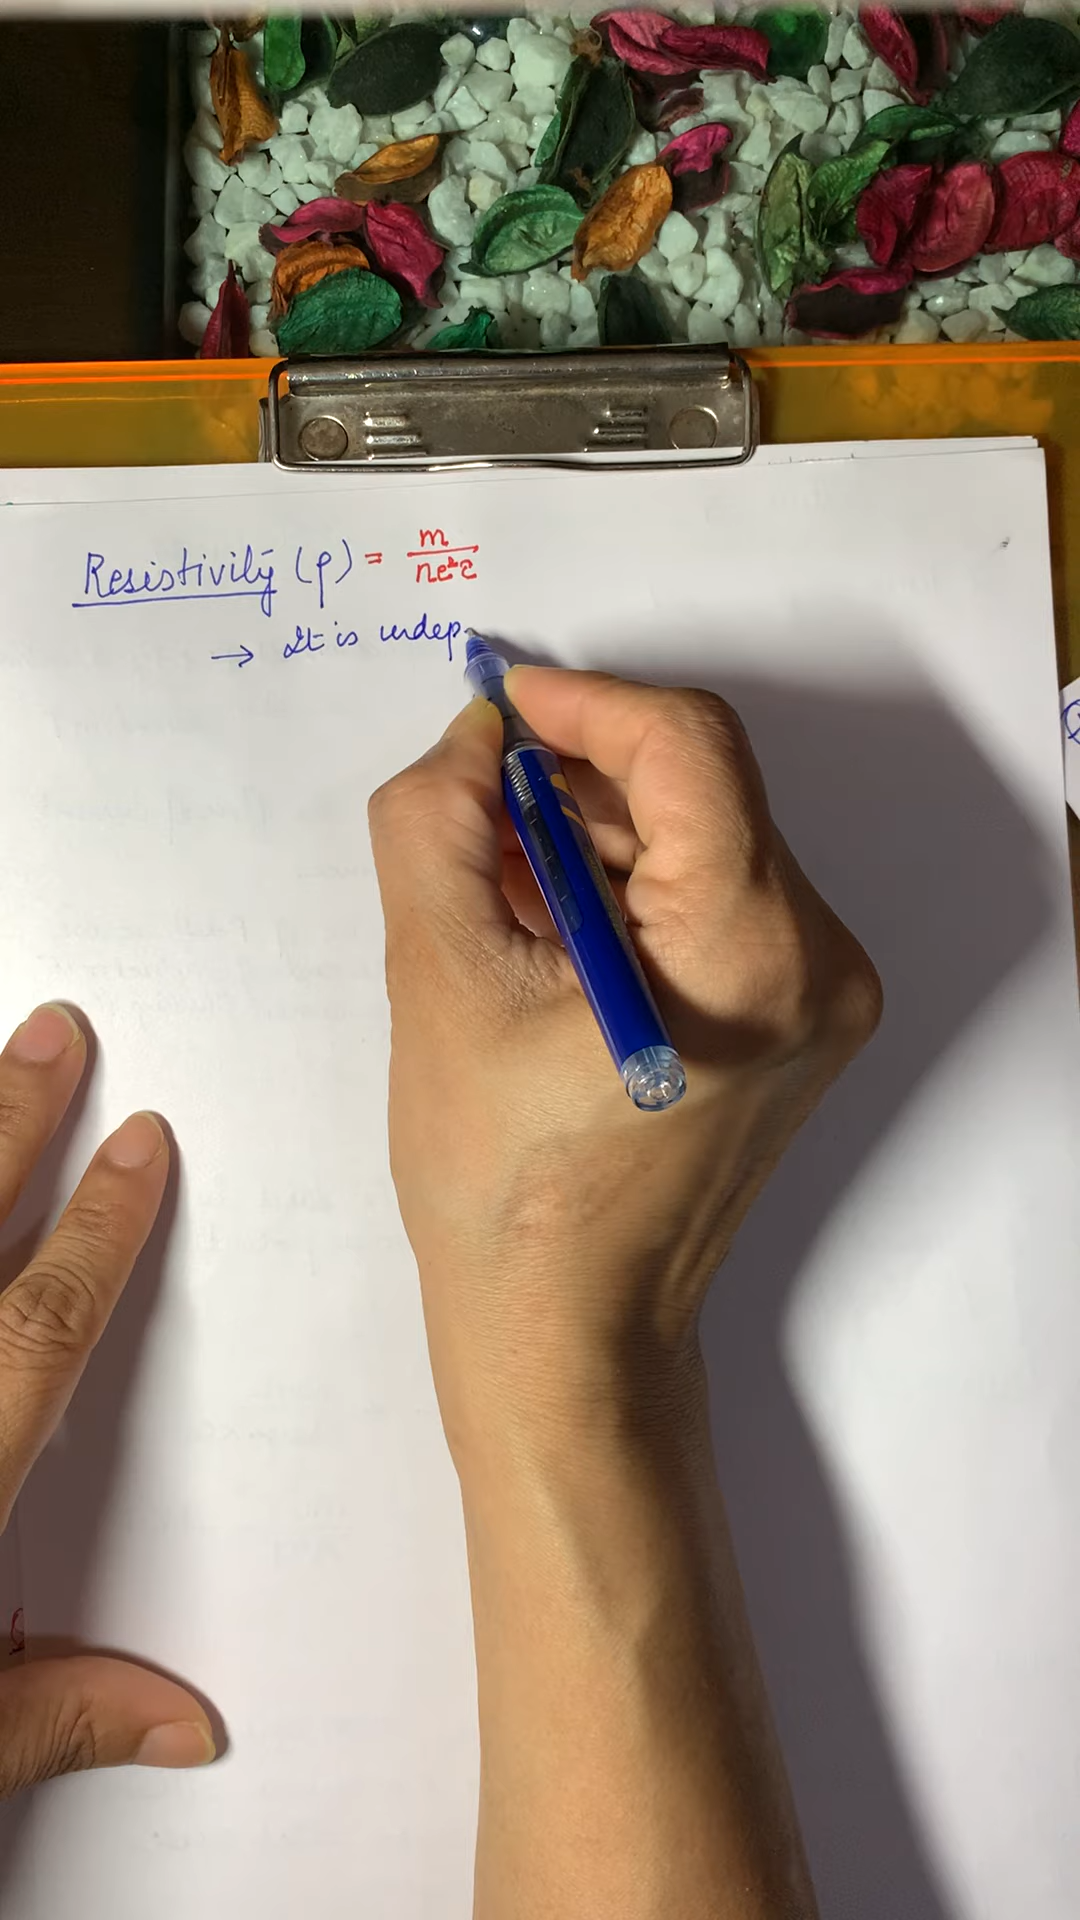 Resistivity (ρ) = m/ne²τ
→ It is indep